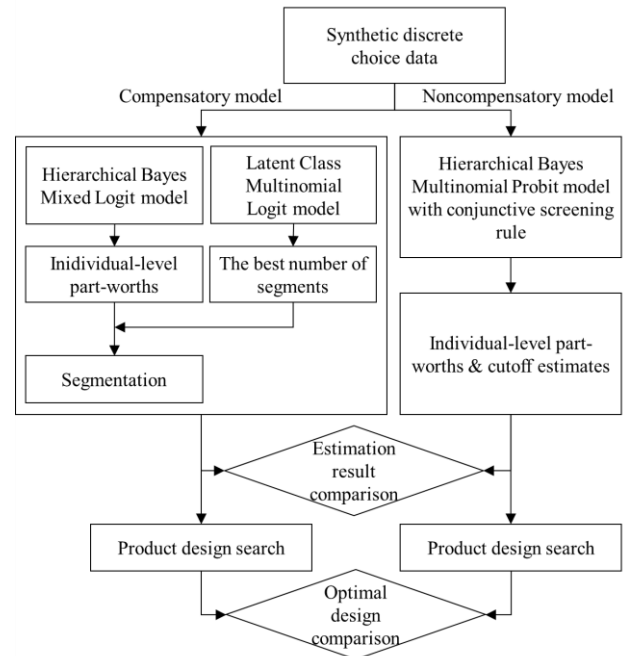 Synthetic discrete
choice data
Compensatory model
Noncompensatory model
Hierarchical Bayes
Mixed Logit model
Latent Class
Multinomial
Logit model
Hierarchical Bayes
Multinomial Probit model
with conjunctive screening
rule
Inidividual-level
part-worths
The best number of
segments
Segmentation
Individual-level part-
worths & cutoff estimates
Estimation
result
comparison
Product design search
Product design search
Optimal
design
comparison